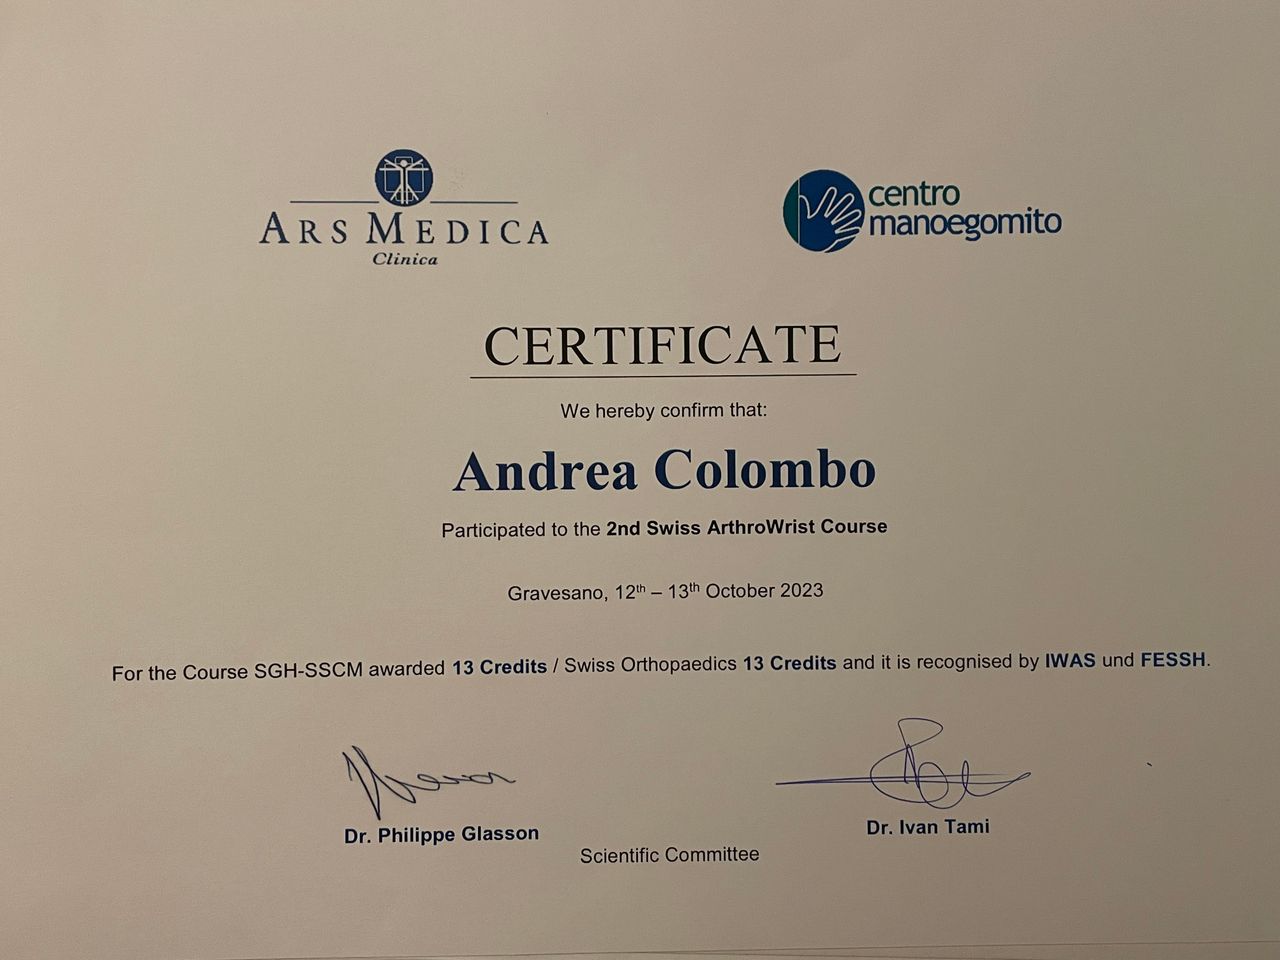 ARS MEDICA
Clinica
centro
manoegomito
CERTIFICATE
We hereby confirm that:
Andrea Colombo
Participated to the 2nd Swiss ArthroWrist Course
Gravesano, 12th – 13th October 2023
For the Course SGH-SSCM awarded 13 Credits / Swiss Orthopaedics 13 Credits and it is recognised by IWAS und FESSH.
Dr. Philippe Glasson
Dr. Ivan Tami
Scientific Committee